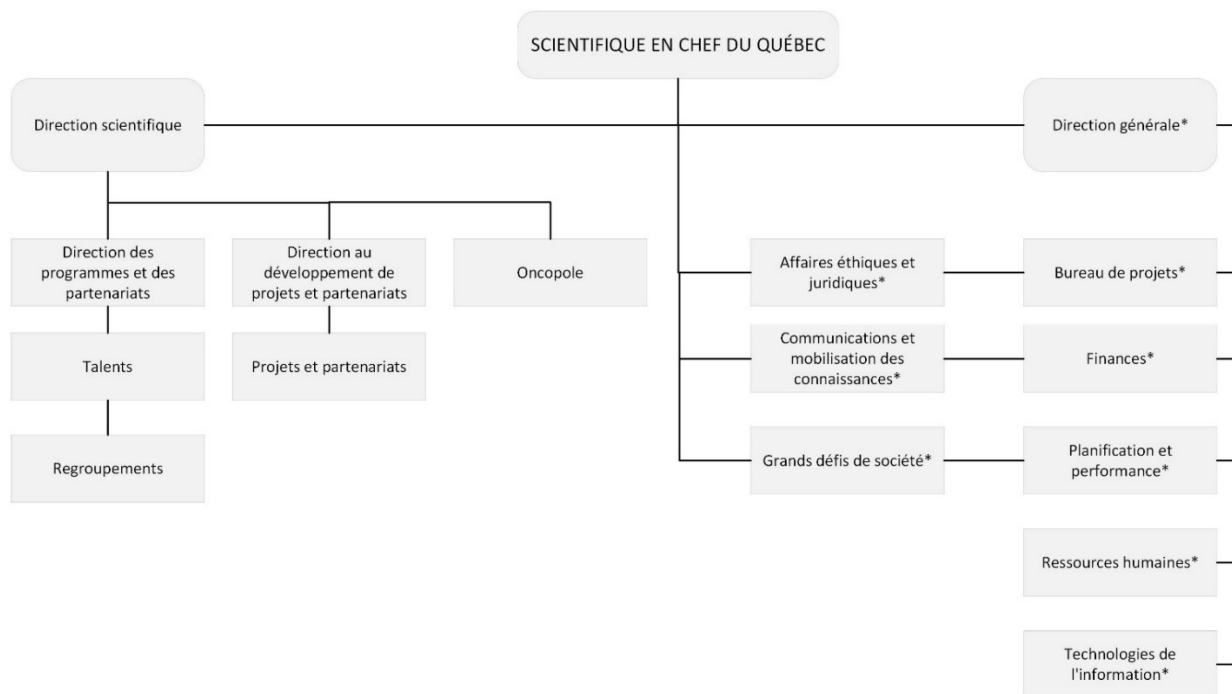 SCIENTIFIQUE EN CHEF DU QUÉBEC
Direction scientifique
Direction générale*
Direction des
programmes et des
partenariats
Direction au
développement de
projets et partenariats
Oncopole
Affaires éthiques et
juridiques*
Bureau de projets*
Talents
Projets et partenariats
Communications et
mobilisation des
connaissances*
Finances*
Regroupements
Grands défis de société*
Planification et
performance*
Ressources humaines*
Technologies de
l'information*